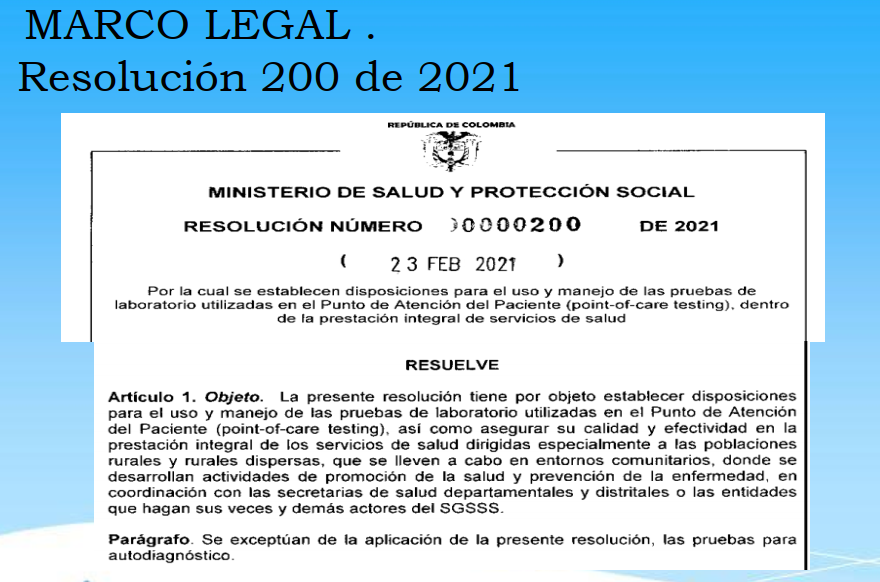 MARCO LEGAL .
Resolución 200 de 2021
REPÚBLICA DE COLOMBIA
MINISTERIO DE SALUD Y PROTECCIÓN SOCIAL
RESOLUCIÓN NÚMERO 00000200 DE 2021
( 23 FEB 2021 )
Por la cual se establecen disposiciones para el uso y manejo de las pruebas de
laboratorio utilizadas en el Punto de Atención del Paciente (point-of-care testing), dentro
de la prestación integral de servicios de salud
RESUELVE
Artículo 1. Objeto. La presente resolución tiene por objeto establecer disposiciones
para el uso y manejo de las pruebas de laboratorio utilizadas en el Punto de Atención
del Paciente (point-of-care testing), así como asegurar su calidad y efectividad en la
prestación integral de los servicios de salud dirigidas especialmente a las poblaciones
rurales y rurales dispersas, que se lleven a cabo en entornos comunitarios, donde se
desarrollan actividades de promoción de la salud y prevención de la enfermedad, en
coordinación con las secretarias de salud departamentales y distritales o las entidades
que hagan sus veces y demás actores del SGSSS.
Parágrafo. Se exceptúan de la aplicación de la presente resolución, las pruebas para
autodiagnóstico.